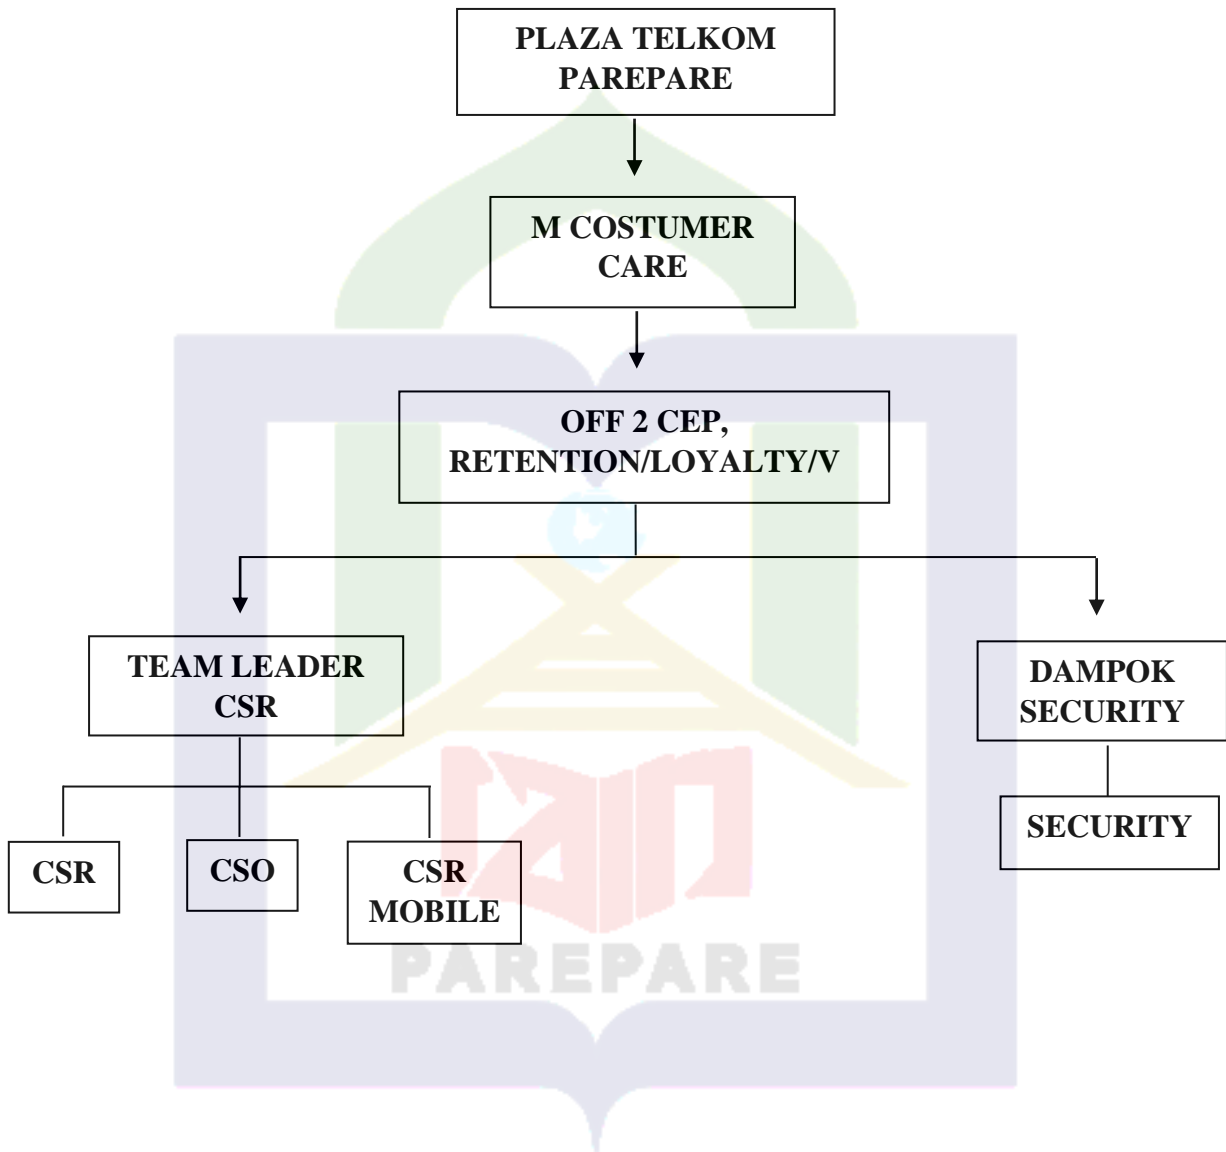 PLAZA TELKOM
PAREPARE
M COSTUMER
CARE
OFF 2 CEP,
RETENTION/LOYALTY/V
TEAM LEADER
CSR
DAMPOK
SECURITY
CSR
CSO
CSR
MOBILE
SECURITY
PAREPARE